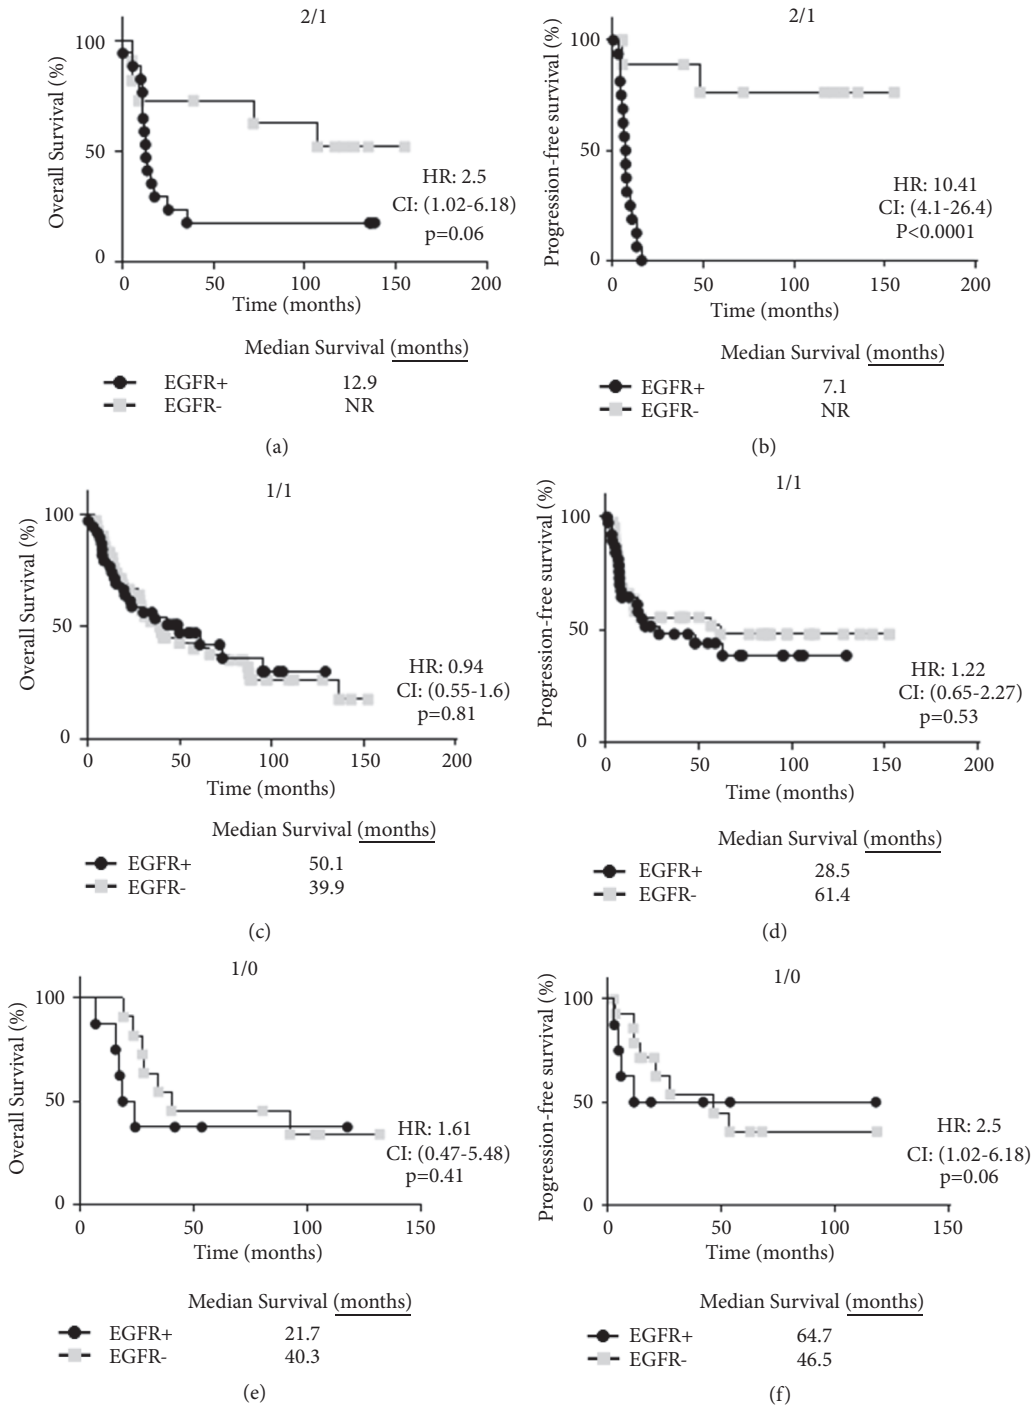 2/1
Overall Survival (%)
100
50
0
0 50 100 150 200
Time (months)
HR: 2.5
CI: (1.02-6.18)
p=0.06
Median Survival (months)
EGFR+ 12.9
EGFR- NR
(a)
2/1
Progression-free survival (%)
100
50
0
0 50 100 150 200
Time (months)
HR: 10.41
CI: (4.1-26.4)
P<0.0001
Median Survival (months)
EGFR+ 7.1
EGFR- NR
(b)
1/1
Overall Survival (%)
100
50
0
0 50 100 150 200
Time (months)
HR: 0.94
CI: (0.55-1.6)
p=0.81
Median Survival (months)
EGFR+ 50.1
EGFR- 39.9
(c)
1/1
Progression-free survival (%)
100
50
0
0 50 100 150 200
Time (months)
HR: 1.22
CI: (0.65-2.27)
p=0.53
Median Survival (months)
EGFR+ 28.5
EGFR- 61.4
(d)
1/0
Overall Survival (%)
100
50
0
0 50 100 150
Time (months)
HR: 1.61
CI: (0.47-5.48)
p=0.41
Median Survival (months)
EGFR+ 21.7
EGFR- 40.3
(e)
1/0
Progression-free survival (%)
100
50
0
0 50 100 150
Time (months)
HR: 2.5
CI: (1.02-6.18)
p=0.06
Median Survival (months)
EGFR+ 64.7
EGFR- 46.5
(f)